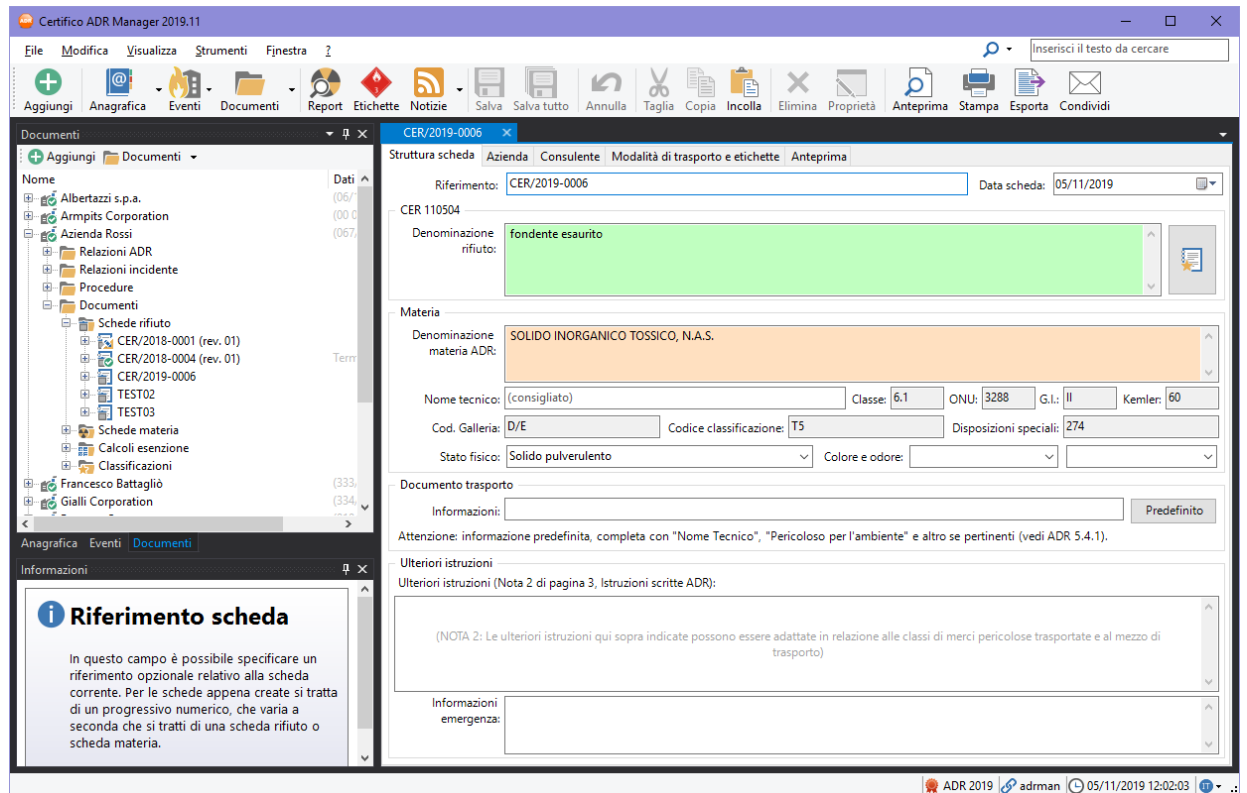 Certifico ADR Manager 2019.11
File Modifica Visualizza Strumenti Finestra ?
Inserisci il testo da cercare
Aggiungi Anagrafica Eventi Documenti Report Etichette Notizie Salva Salva tutto Annulla Taglia Copia Incolla Elimina Proprietà Anteprima Stampa Esporta Condividi
Documenti
Aggiungi Documenti
Nome Dati
Albertazzi s.p.a.
Armpits Corporation (00
Azienda Rossi (067,
Relazioni ADR
Relazioni incidente
Procedure
Documenti
Schede rifiuto
CER/2018-0001 (rev. 01)
CER/2018-0004 (rev. 01) Term
CER/2019-0006
TEST02
TEST03
Schede materia
Calcoli esenzione
Classificazioni
Francesco Battagliò (333,
Gialli Corporation (334,
Anagrafica Eventi Documenti
Informazioni
Riferimento scheda
In questo campo è possibile specificare un
riferimento opzionale relativo alla scheda
corrente. Per le schede appena create si tratta
di un progressivo numerico, che varia a
seconda che si tratti di una scheda rifiuto o
scheda materia.
CER/2019-0006
Struttura scheda Azienda Consulente Modalità di trasporto e etichette Anteprima
Riferimento: CER/2019-0006 Data scheda: 05/11/2019
CER 110504
Denominazione
rifiuto:
fondente esaurito
Materia
Denominazione
materia ADR:
SOLIDO INORGANICO TOSSICO, N.A.S.
Nome tecnico: (consigliato) Classe: 6.1 ONU: 3288 G.I.: II Kemler: 60
Cod. Galleria: D/E Codice classificazione: T5 Disposizioni speciali: 274
Stato fisico: Solido pulverulento Colore e odore:
Documento trasporto
Informazioni: Predefinito
Attenzione: informazione predefinita, completa con "Nome Tecnico", "Pericoloso per l'ambiente" e altro se pertinenti (vedi ADR 5.4.1).
Ulteriori istruzioni
Ulteriori istruzioni (Nota 2 di pagina 3, Istruzioni scritte ADR):
(NOTA 2: Le ulteriori istruzioni qui sopra indicate possono essere adattate in relazione alle classi di merci pericolose trasportate e al mezzo di
trasporto)
Informazioni
emergenza:
ADR 2019 adrman 05/11/2019 12:02:03 IT